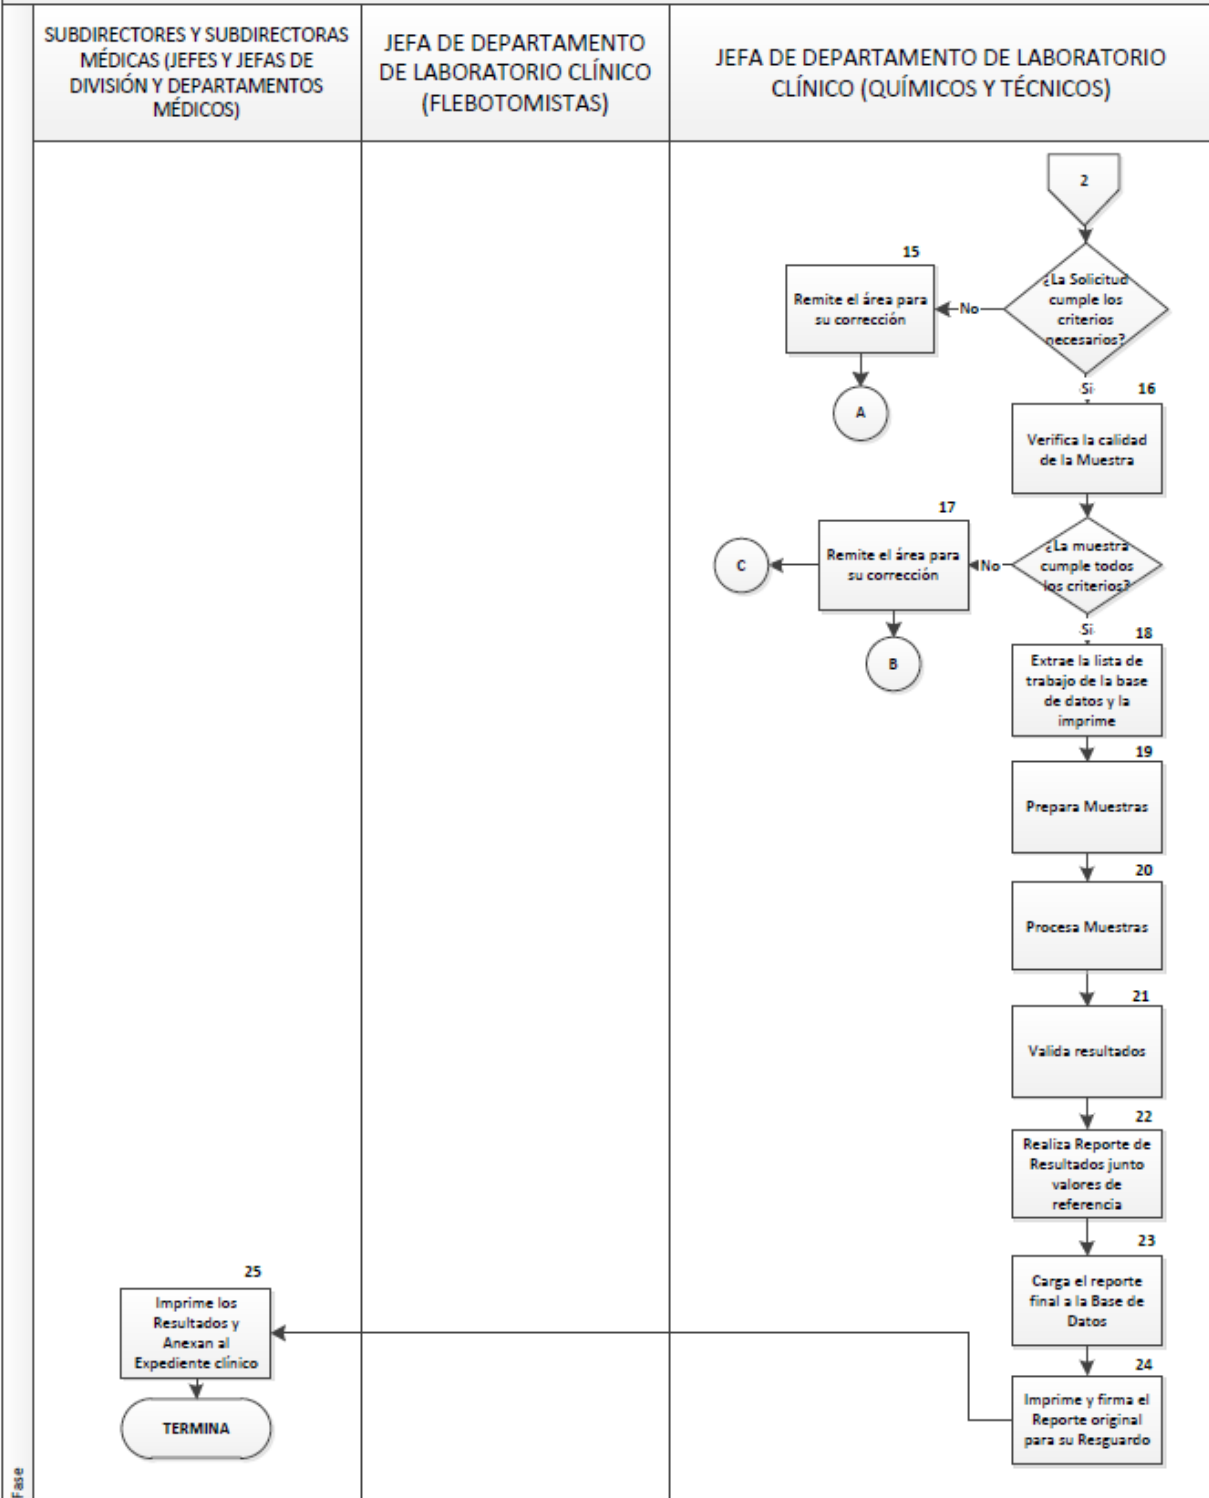 SUBDIRECTORES Y SUBDIRECTORAS
MÉDICAS (JEFES Y JEFAS DE
DIVISIÓN Y DEPARTAMENTOS
MÉDICOS)
JEFA DE DEPARTAMENTO
DE LABORATORIO CLÍNICO
(FLEBOTOMISTAS)
JEFA DE DEPARTAMENTO DE LABORATORIO
CLÍNICO (QUÍMICOS Y TÉCNICOS)
2
¿La Solicitud
cumple los
criterios
necesarios?
No
15
Remite el área para
su corrección
A
Si
16
Verifica la calidad
de la Muestra
¿La muestra
cumple todos
los criterios?
No
17
Remite el área para
su corrección
C
B
Si
18
Extrae la lista de
trabajo de la base
de datos y la
imprime
19
Prepara Muestras
20
Procesa Muestras
21
Valida resultados
22
Realiza Reporte de
Resultados junto
valores de
referencia
23
Carga el reporte
final a la Base de
Datos
24
Imprime y firma el
Reporte original
para su Resguardo
25
Imprime los
Resultados y
Anexan al
Expediente clínico
TERMINA
Fase